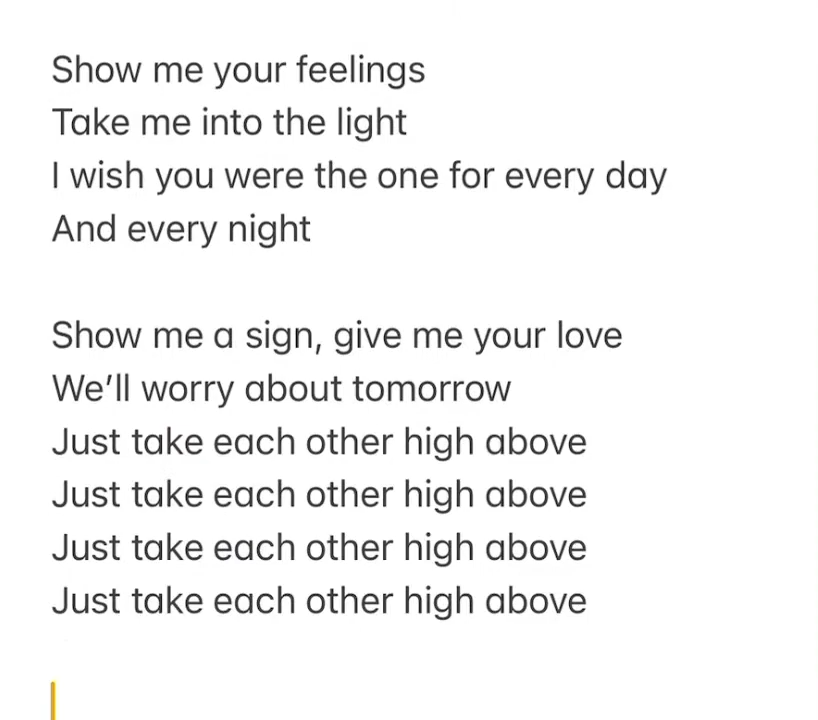 Show me your feelings
Take me into the light
I wish you were the one for every day
And every night
Show me a sign, give me your love
We'll worry about tomorrow
Just take each other high above
Just take each other high above
Just take each other high above
Just take each other high above